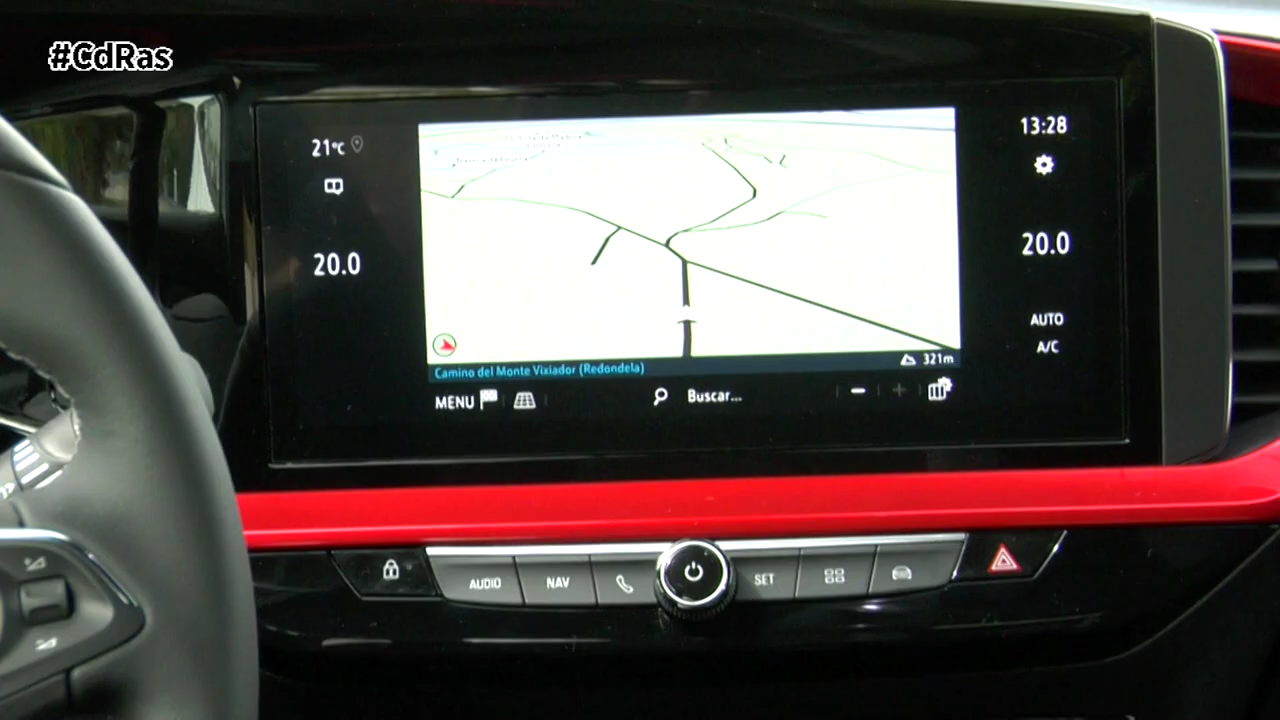 #CdRas
21°C
13:28
20.0
20.0
AUTO
A/C
321m
Camino del Monte Vixiador (Redondela)
MENU
Buscar...
AUDIO
NAV
SET